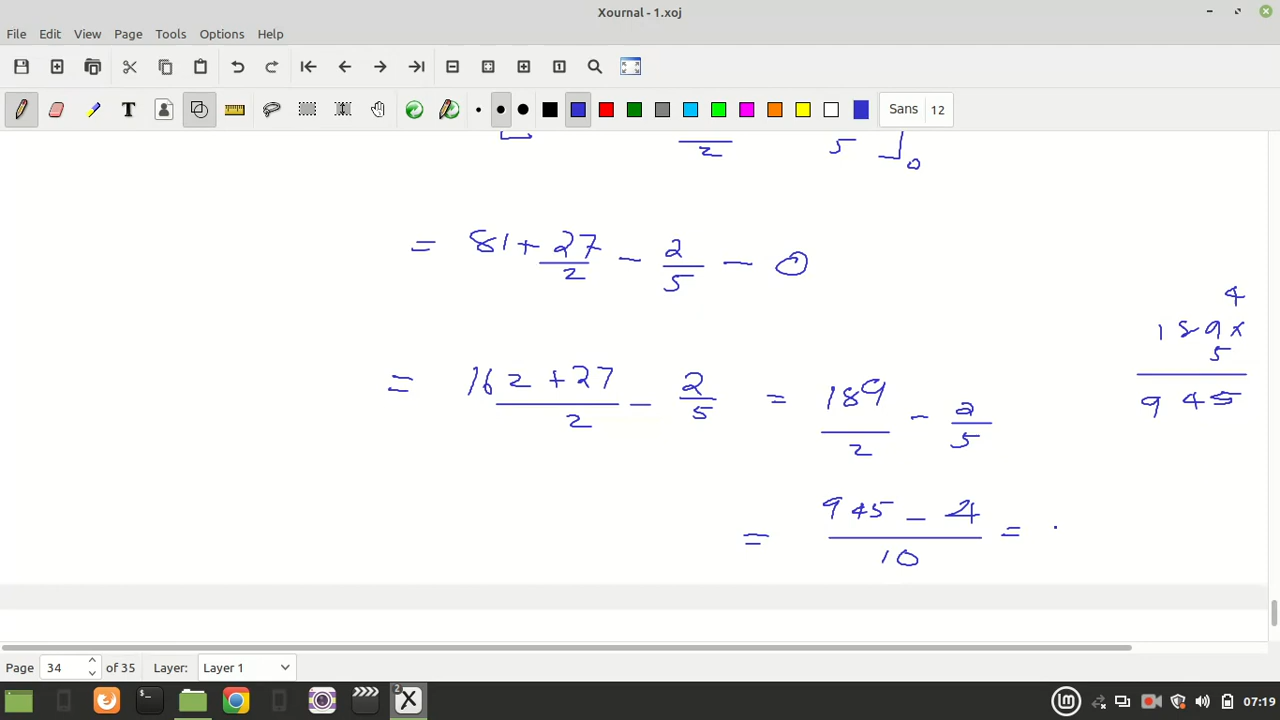 Xournal - 1.xoj
File Edit View Page Tools Options Help
Sans 12
2 5 0
= 81 + 27/2 - 2/5 - 0
4
189 x
5
945
= 162 + 27/2 - 2/5 = 189/2 - 2/5
= 945 - 4/10 =
Page 34 of 35 Layer: Layer 1
2 07:19